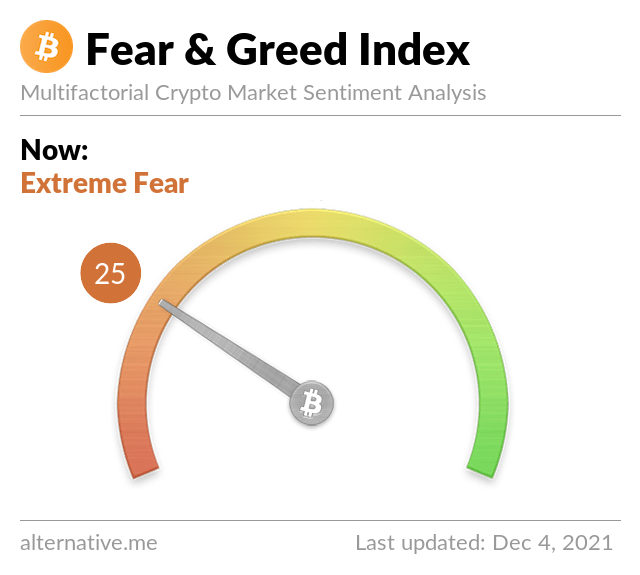 Fear & Greed Index
Multifactorial Crypto Market Sentiment Analysis
Now:
Extreme Fear
25
alternative.me
Last updated: Dec 4, 2021